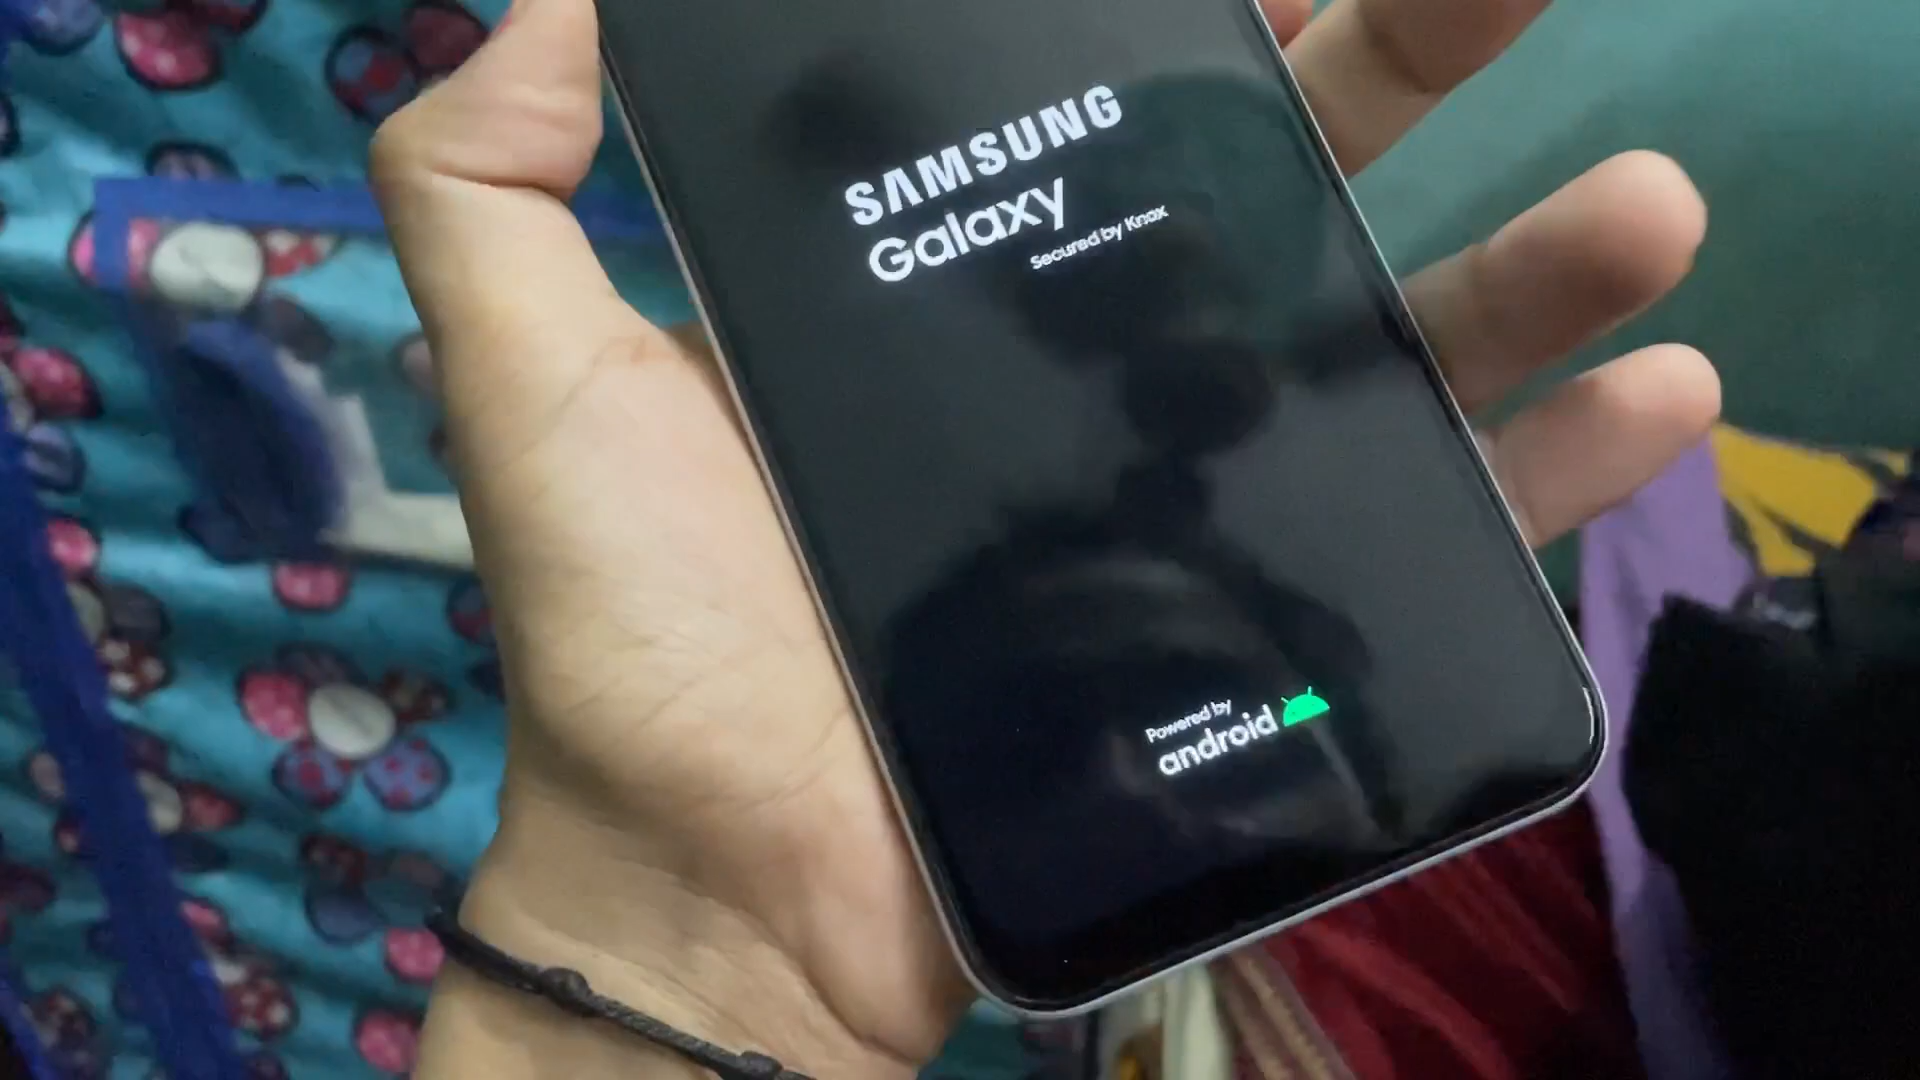 SAMSUNG
Galaxy
Secured by Knox
Powered by
android